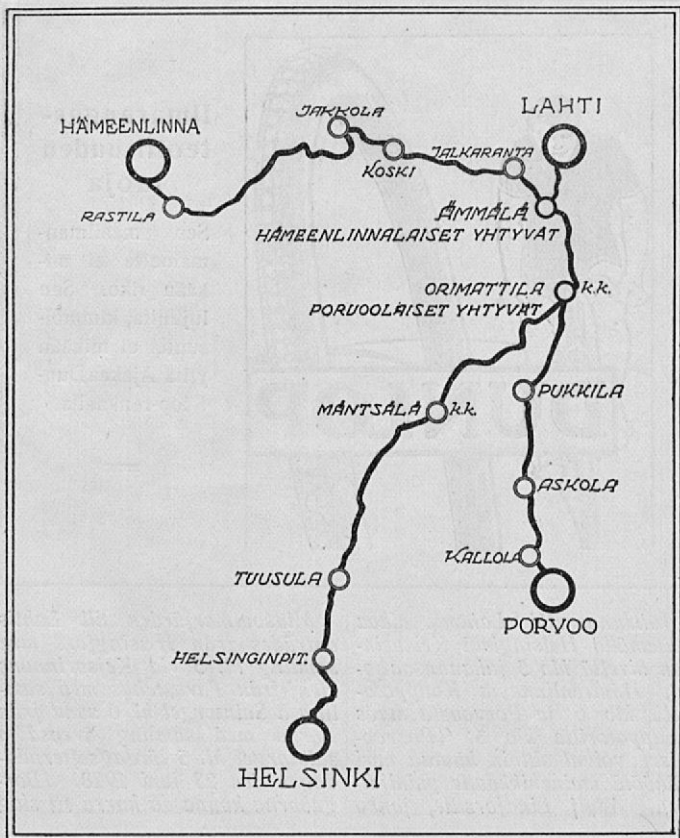 JAKKOLA
LAHTI
HÄMEENLINNA
KOSKI
JALKARANTA
RASTILA
ÄMMÄLÄ
HÄMEENLINNALAISET YHTYVÄT
ORIMATTILA k.k.
PORVOOLAISET YHTYVÄT
PUKKILA
MÄNTSÄLÄ k.k.
ASKOLA
KALLOLA
TUUSULA
PORVOO
HELSINGINPIT.
HELSINKI